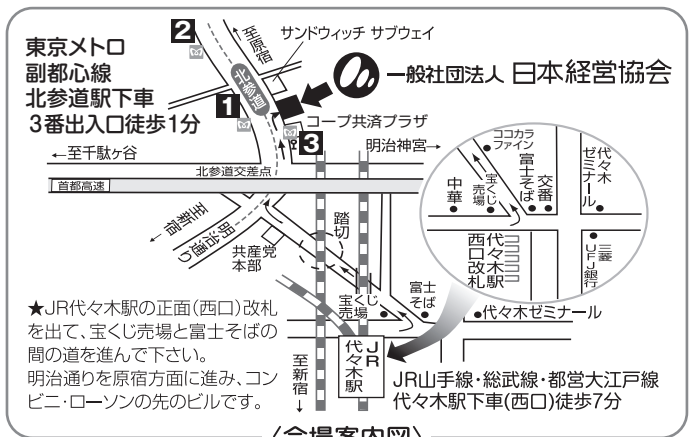 東京メトロ
副都心線
北参道駅下車
3番出入口徒歩1分
2
至原宿
サンドウィッチ サブウェイ
北参道
一般社団法人 日本経営協会
1
コープ共済プラザ
3
明治神宮→
←至千駄ヶ谷
北参道交差点
首都高速
至新宿
明治通り
共産党
本部
踏切
ココカラ
ファイン
中華
宝くじ
売場
富士そば
交番
代々木
ゼミナール
代々木駅
西口改札
三菱
UFJ銀行
宝くじ
売場
富士
そば
代々木ゼミナール
★JR代々木駅の正面(西口)改札
を出て、宝くじ売場と富士そばの
間の道を進んで下さい。
明治通りを原宿方面に進み、コン
ビニ・ローソンの先のビルです。
至新宿↓
JR
代々木駅
JR山手線・総武線・都営大江戸線
代々木駅下車(西口)徒歩7分
〈会場案内図〉